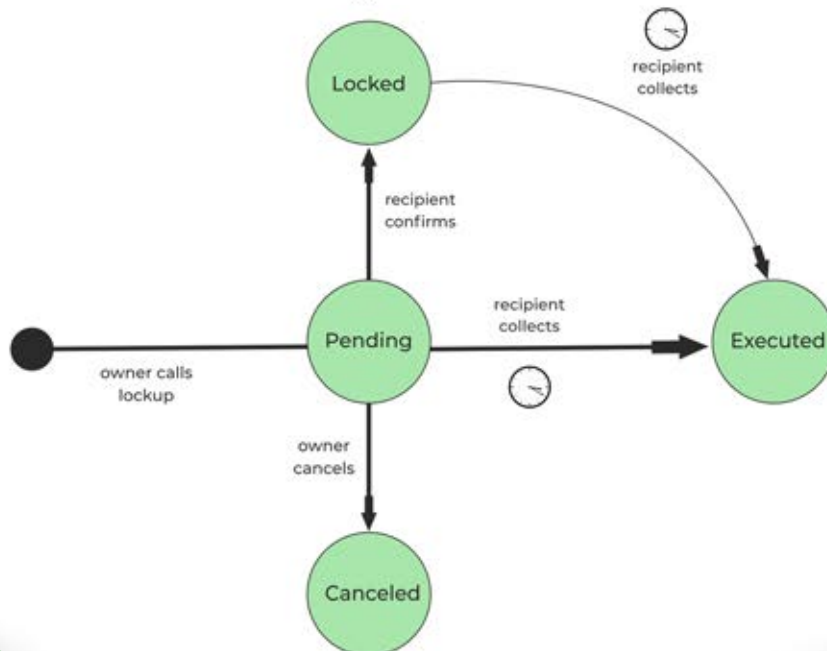 Locked
recipient
collects
recipient
confirms
Pending
recipient
collects
Executed
owner calls
lockup
owner
cancels
Canceled